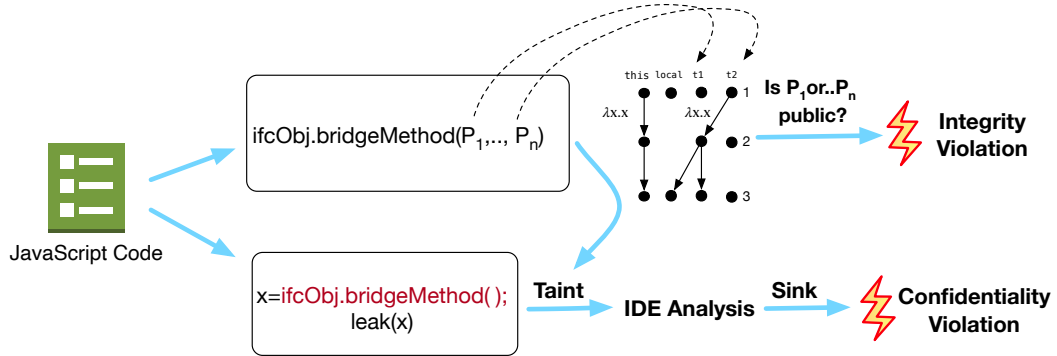 JavaScript Code
ifcObj.bridgeMethod(P1,.., Pn)
this local t1 t2
1
λx.x λx.x
2
3
Is P1or..Pn
public?
Integrity
Violation
x=ifcObj.bridgeMethod( );
leak(x)
Taint
IDE Analysis
Sink
Confidentiality
Violation